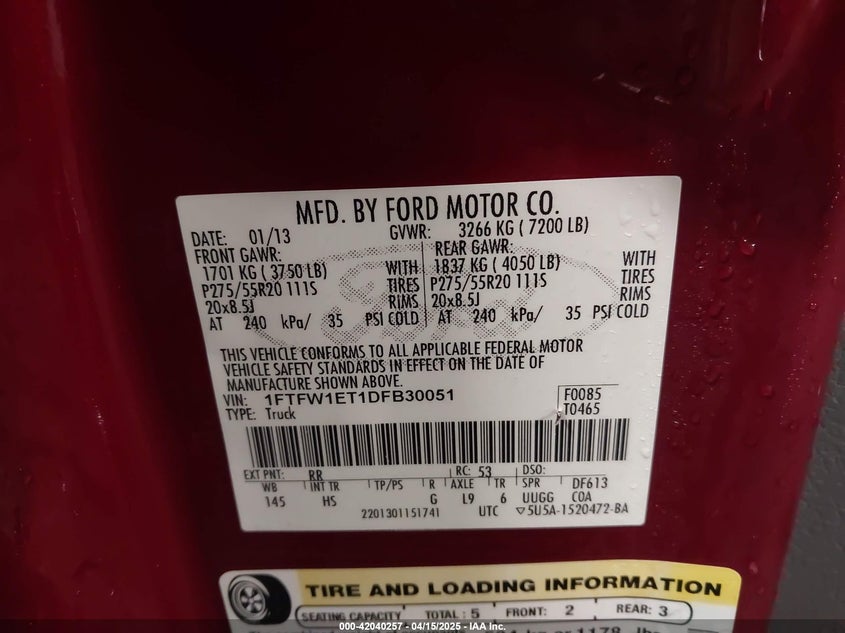 MFD. BY FORD MOTOR CO.
DATE: 01/13 GVWR: 3266 KG ( 7200 LB)
FRONT GAWR: REAR GAWR:
1701 KG ( 3750 LB) WITH 1837 KG ( 4050 LB) WITH
P275/55R20 111S TIRES P275/55R20 111S TIRES
20x8.5J RIMS 20x8.5J RIMS
AT 240 kPa/ 35 PSI COLD AT 240 kPa/ 35 PSI COLD
THIS VEHICLE CONFORMS TO ALL APPLICABLE FEDERAL MOTOR
VEHICLE SAFETY STANDARDS IN EFFECT ON THE DATE OF
MANUFACTURE SHOWN ABOVE.
VIN: 1FTFW1ET1DFB30051 F0085
TYPE: Truck T0465
EXT PNT: RR RC: 53 DSO:
WB INT TR TP/PS R AXLE TR SPR DF613
145 HS G L9 6 UUGG COA
2201301151741 UTC ▽5U5A-1520472-BA
TIRE AND LOADING INFORMATION
SEATING CAPACITY TOTAL: 5 FRONT: 2 REAR: 3
000-42040257 - 04/15/2025 - IAA Inc.